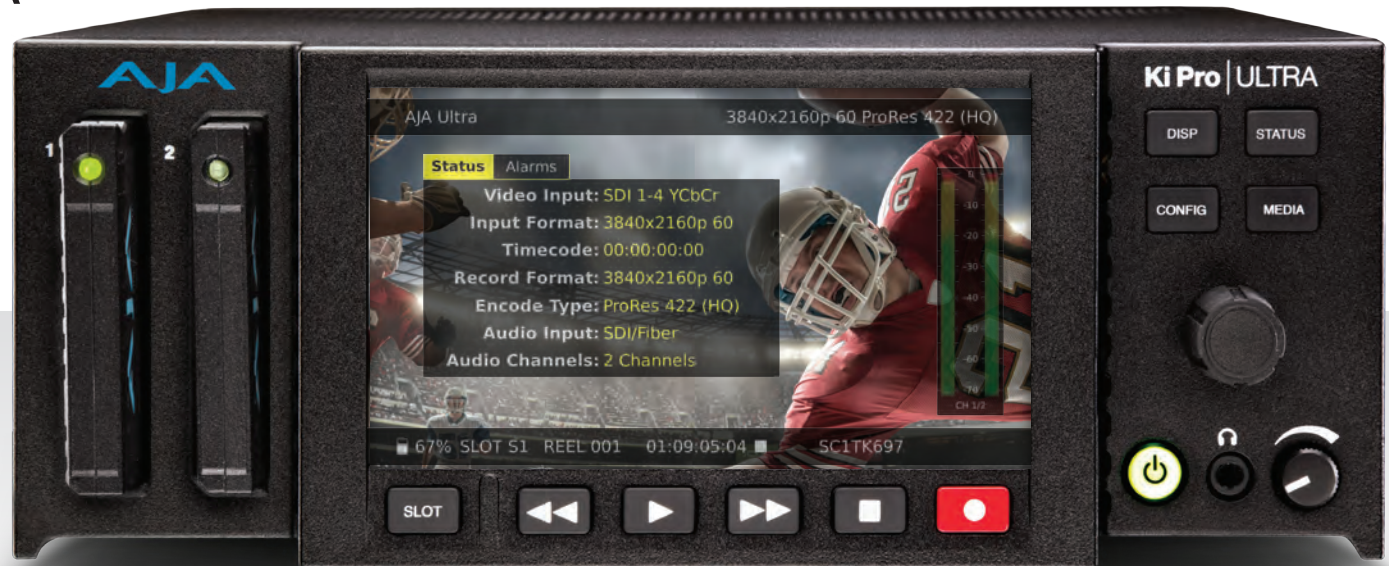 AJA
1
2
AJA Ultra
3840x2160p 60 ProRes 422 (HQ)
Status Alarms
Video Input: SDI 1-4 YCbCr
Input Format: 3840x2160p 60
Timecode: 00:00:00:00
Record Format: 3840x2160p 60
Encode Type: ProRes 422 (HQ)
Audio Input: SDI/Fiber
Audio Channels: 2 Channels
0
-10
-20
-30
-40
-50
-60
-70
CH 1/2
67% SLOT S1 REEL 001 01:09:05:04 SC1TK697
SLOT
Ki Pro ULTRA
DISP
STATUS
CONFIG
MEDIA